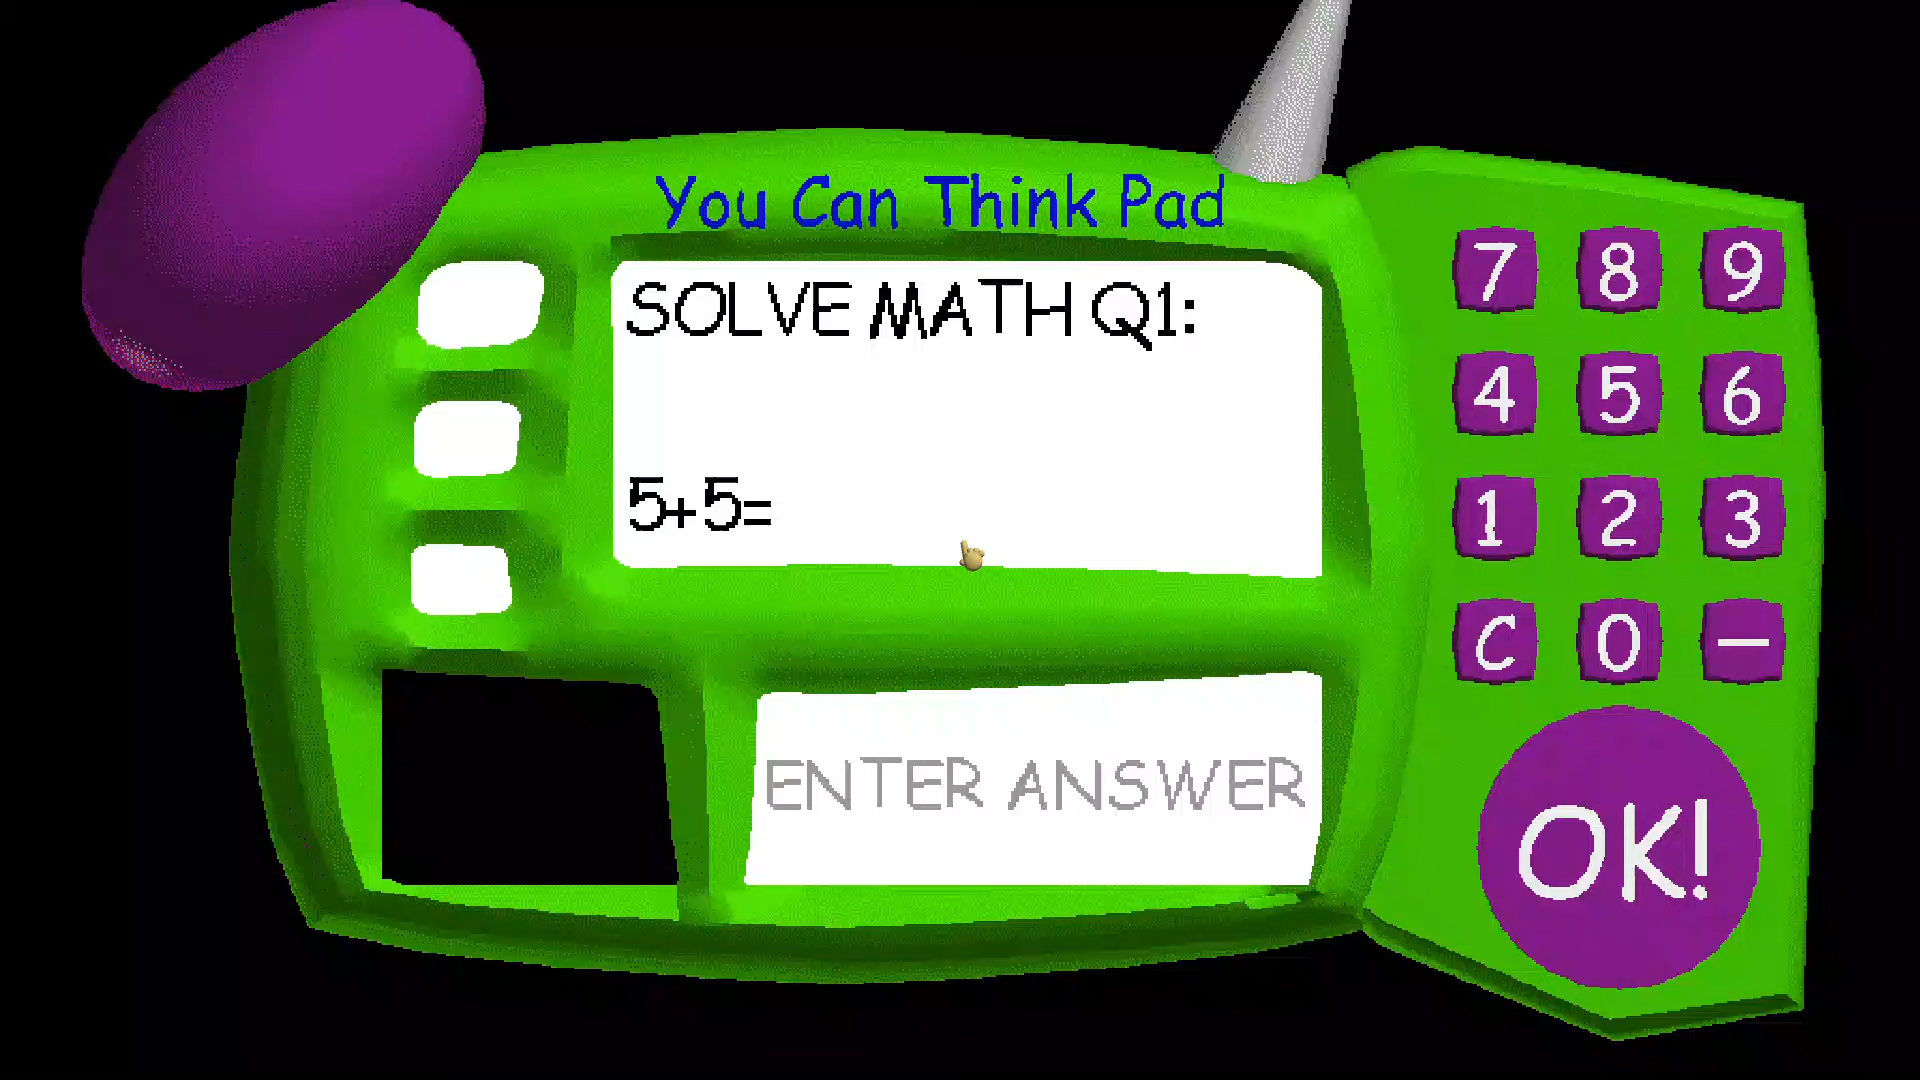 You Can Think Pad
SOLVE MATH Q1:
5+5=
ENTER ANSWER
7 8 9
4 5 6
1 2 3
C 0 —
OK!